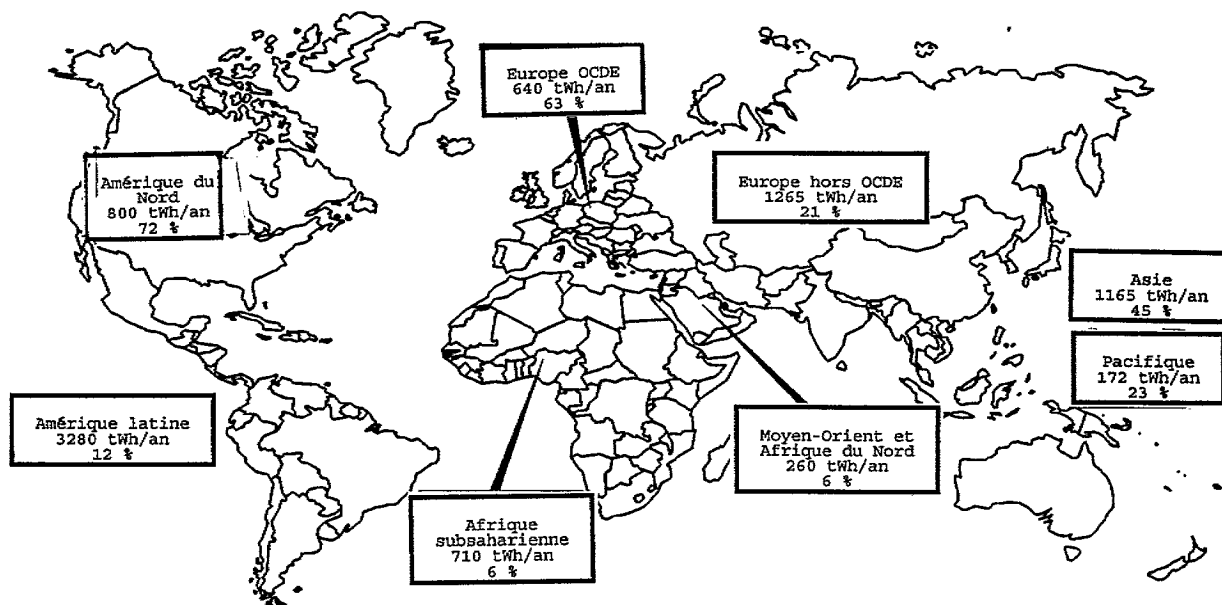 Europe OCDE
640 tWh/an
63 %
Amérique du
Nord
800 tWh/an
72 %
Europe hors OCDE
1265 tWh/an
21 %
Asie
1165 tWh/an
45 %
Pacifique
172 tWh/an
23 %
Amérique latine
3280 tWh/an
12 %
Moyen-Orient et
Afrique du Nord
260 tWh/an
6 %
Afrique
subsaharienne
710 tWh/an
6 %